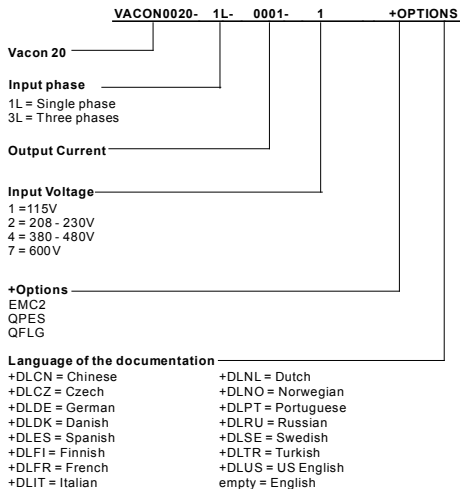 VACON0020- 1L- 0001- 1 +OPTIONS
Vacon 20
Input phase
1L = Single phase
3L = Three phases
Output Current
Input Voltage
1 =115V
2 = 208 - 230V
4 = 380 - 480V
7 = 600V
+Options
EMC2
QPES
QFLG
Language of the documentation
+DLCN = Chinese +DLNL = Dutch
+DLCZ = Czech +DLNO = Norwegian
+DLDE = German +DLPT = Portuguese
+DLDK = Danish +DLRU = Russian
+DLES = Spanish +DLSE = Swedish
+DLFI = Finnish +DLTR = Turkish
+DLFR = French +DLUS = US English
+DLIT = Italian empty = English